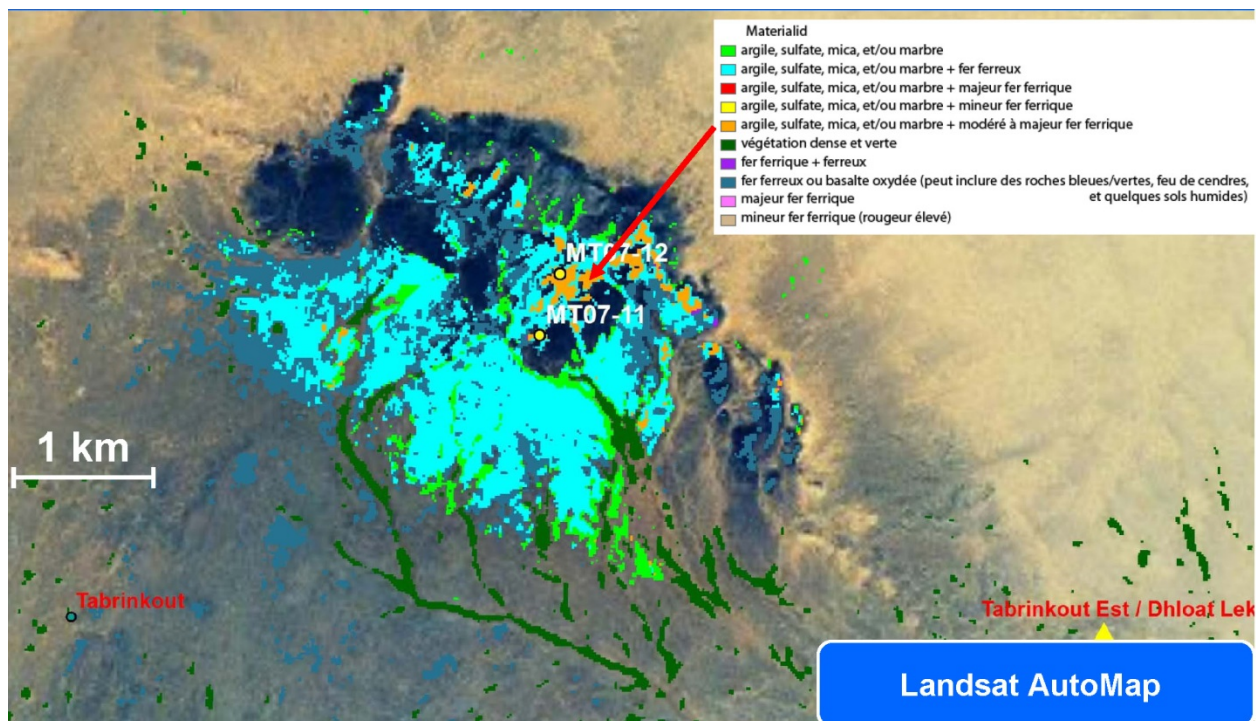 Materialid
argile, sulfate, mica, et/ou marbre
argile, sulfate, mica, et/ou marbre + fer ferreux
argile, sulfate, mica, et/ou marbre + majeur fer ferrique
argile, sulfate, mica, et/ou marbre + mineur fer ferrique
argile, sulfate, mica, et/ou marbre + modéré à majeur fer ferrique
végétation dense et verte
fer ferrique + ferreux
fer ferreux ou basalte oxydée (peut inclure des roches bleues/vertes, feu de cendres,
et quelques sols humides)
majeur fer ferrique
mineur fer ferrique (rougeur élevé)
MT07-12
MT07-11
1 km
Tabrinkout
Tabrinkout Est / Dhloaf Lek
Landsat AutoMap